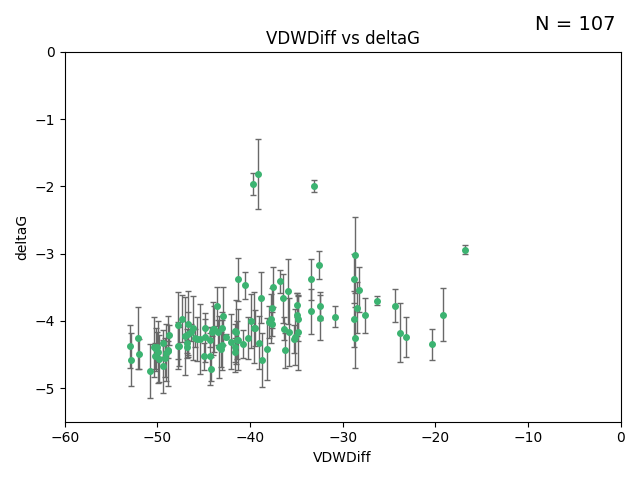 N = 107
VDWDiff vs deltaG
0
−1
−2
−3
−4
−5
deltaG
−60 −50 −40 −30 −20 −10 0
VDWDiff